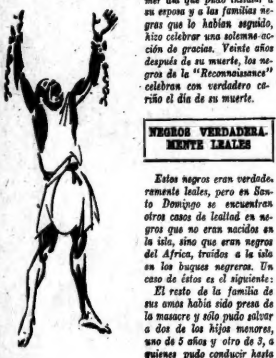 mer día que pudo instalar a
su esposa y a las familias ne-
gras que lo habían seguido,
hizo celebrar una solemne ac-
ción de gracias. Veinte años
después de su muerte, los ne-
gros de la "Reconnaissance"
celebran con verdadero ca-
riño el día de su muerte.
NEGROS VERDADERA-
MENTE LEALES
Estos negros eran verdade-
ramente leales, pero en San-
to Domingo se encuentran
otros casos de lealtad en ne-
gros que no eran nacidos en
la isla, sino que eran negros
del Africa, traídos a la isla
en los buques negreros. Un
caso de éstos es el siguiente:
El resto de la familia de
sus amos había sido presa de
la masacre y sólo pudo salvar
a dos de los hijos menores,
uno de 5 años y otro de 3, a
quienes pudo conducir hasta